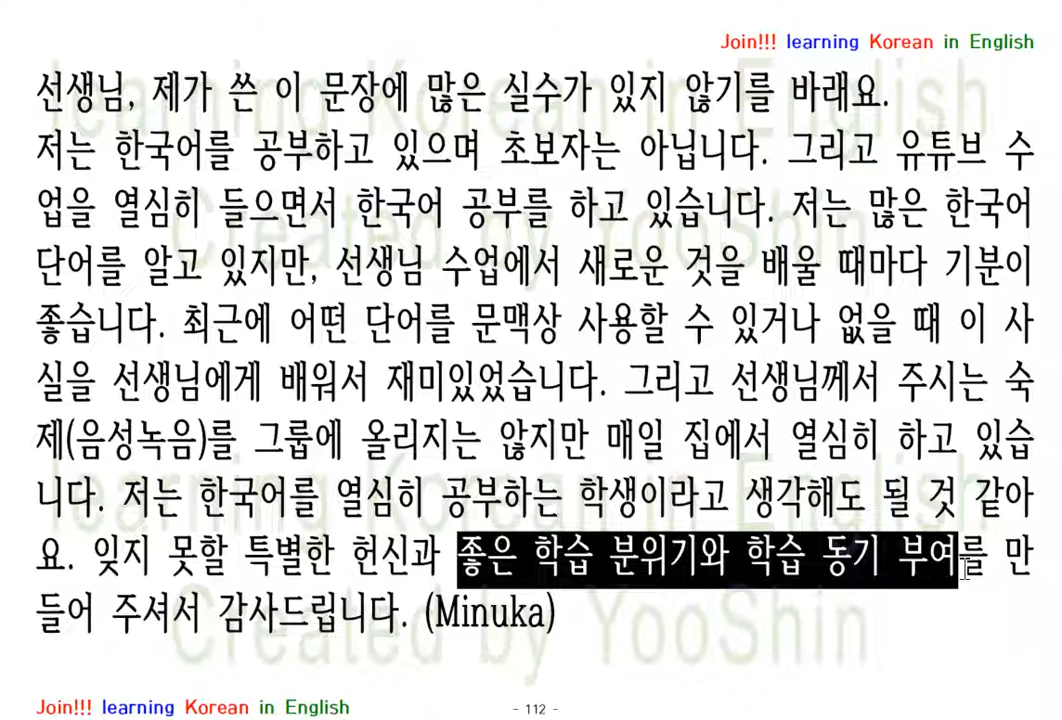 Join!!! learning Korean in English
선생님, 제가 쓴 이 문장에 많은 실수가 있지 않기를 바래요.
저는 한국어를 공부하고 있으며 초보자는 아닙니다. 그리고 유튜브 수
업을 열심히 들으면서 한국어 공부를 하고 있습니다. 저는 많은 한국어
단어를 알고 있지만, 선생님 수업에서 새로운 것을 배울 때마다 기분이
좋습니다. 최근에 어떤 단어를 문맥상 사용할 수 있거나 없을 때 이 사
실을 선생님에게 배워서 재미있었습니다. 그리고 선생님께서 주시는 숙
제(음성녹음)를 그룹에 올리지는 않지만 매일 집에서 열심히 하고 있습
니다. 저는 한국어를 열심히 공부하는 학생이라고 생각해도 될 것 같아
요. 잊지 못할 특별한 헌신과 좋은 학습 분위기와 학습 동기 부여를 만
들어 주셔서 감사드립니다. (Minuka)
learning Korean in English
Created by YooShin
learning Korean in English
Created by YooShin
Join!!! learning Korean in English
- 112 -